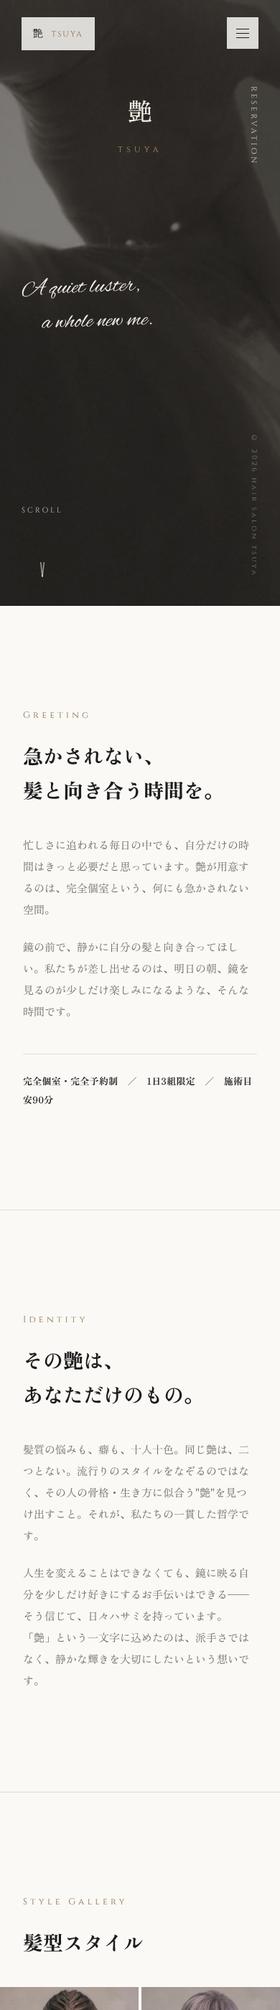 艶 TSUYA
艶
TSUYA
RESERVATION
A quiet luster,
a whole new me.
© 2026 HAIR SALON TSUYA
SCROLL
GREETING
急かされない、
髪と向き合う時間を。
忙しさに追われる毎日の中でも、自分だけの時
間はきっと必要だと思っています。艶が用意す
るのは、完全個室という、何にも急かされない
空間。
鏡の前で、静かに自分の髪と向き合ってほし
い。私たちが差し出せるのは、明日の朝、鏡を
見るのが少しだけ楽しみになるような、そんな
時間です。
完全個室・完全予約制 ／ 1日3組限定 ／ 施術目
安90分
IDENTITY
その艶は、
あなただけのもの。
髪質の悩みも、癖も、十人十色。同じ艶は、二
つとない。流行りのスタイルをなぞるのではな
く、その人の骨格・生き方に似合う"艶"を見つ
け出すこと。それが、私たちの一貫した哲学で
す。
人生を変えることはできなくても、鏡に映る自
分を少しだけ好きにするお手伝いはできる——
そう信じて、日々ハサミを持っています。
「艶」という一文字に込めたのは、派手さでは
なく、静かな輝きを大切にしたいという想いで
す。
STYLE GALLERY
髪型スタイル